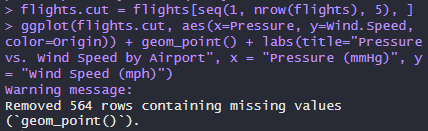 > flights.cut = flights[seq(1, nrow(flights), 5), ]
> ggplot(flights.cut, aes(x=Pressure, y=Wind.Speed,
color=Origin)) + geom_point() + labs(title="Pressure
vs. Wind Speed by Airport", x = "Pressure (mmHg)", y
= "Wind Speed (mph)")
Warning message:
Removed 564 rows containing missing values
(`geom_point()`).